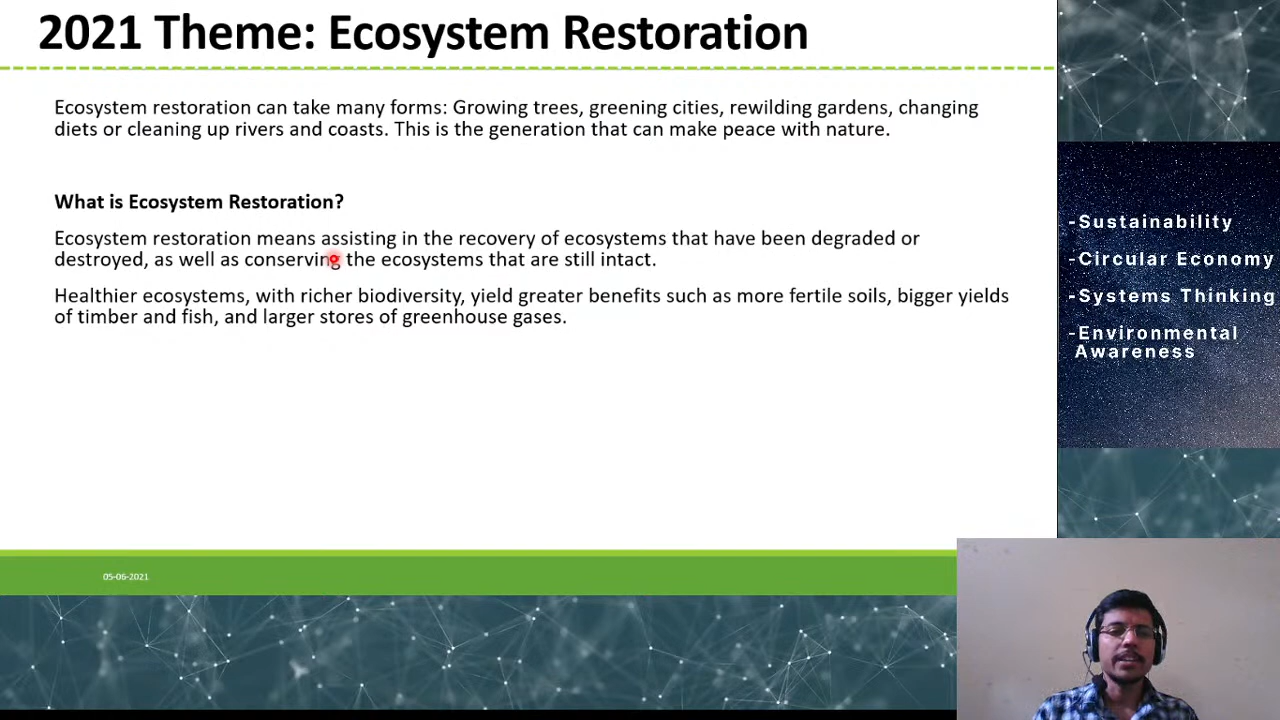 2021 Theme: Ecosystem Restoration
Ecosystem restoration can take many forms: Growing trees, greening cities, rewilding gardens, changing
diets or cleaning up rivers and coasts. This is the generation that can make peace with nature.
What is Ecosystem Restoration?
Ecosystem restoration means assisting in the recovery of ecosystems that have been degraded or
destroyed, as well as conserving the ecosystems that are still intact.
Healthier ecosystems, with richer biodiversity, yield greater benefits such as more fertile soils, bigger yields
of timber and fish, and larger stores of greenhouse gases.
05-06-2021
-Sustainability
-Circular Economy
-Systems Thinking
-Environmental
Awareness